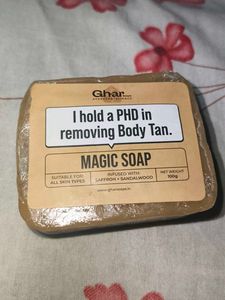 Ghar
I hold a PHD in
removing Body Tan.
MAGIC SOAP
SUITABLE FOR
ALL SKIN TYPES
INFUSED WITH
SAFFRON + SANDALWOOD
NET WEIGHT
100g